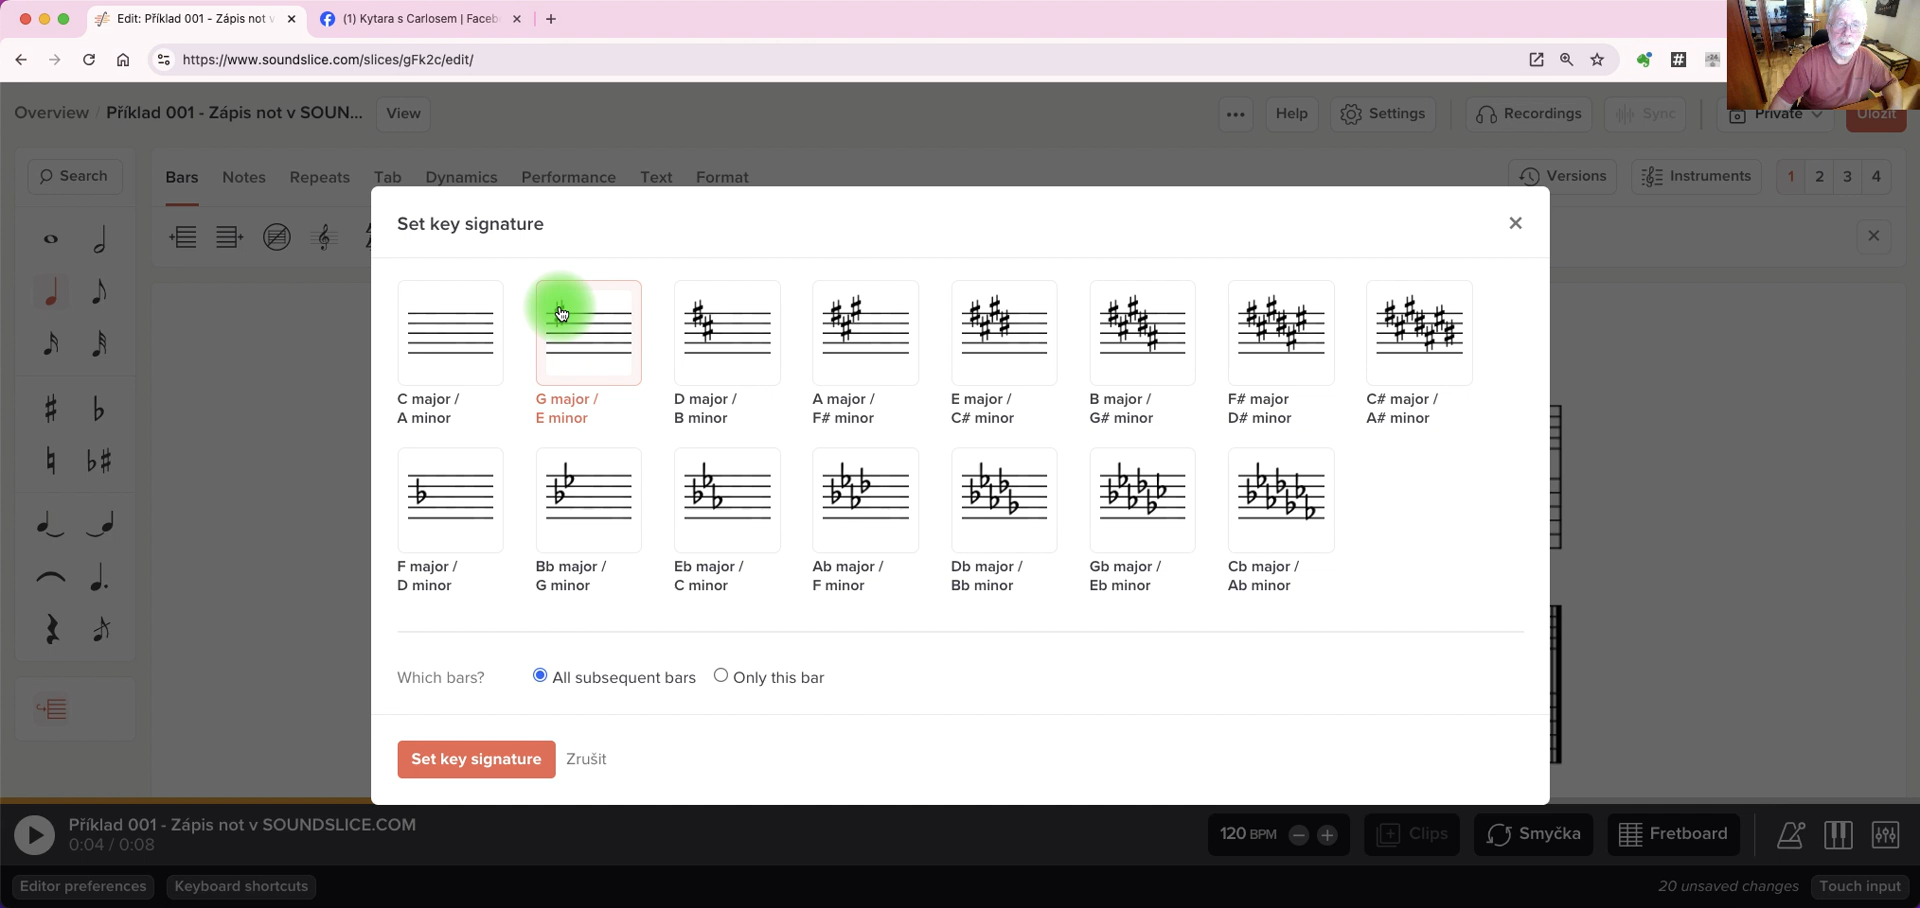 Edit: Příklad 001 - Zápis not v
(1) Kytara s Carlosem | Faceb
https://www.soundslice.com/slices/gFk2c/edit/
Overview / Příklad 001 - Zápis not v SOUN...
View
Help
Settings
Recordings
Sync
Private
Uložit
Search
Bars
Notes
Repeats
Tab
Dynamics
Performance
Text
Format
Versions
Instruments
1 2 3 4
Set key signature
C major /
A minor
G major /
E minor
D major /
B minor
A major /
F# minor
E major /
C# minor
B major /
G# minor
F# major
D# minor
C# major /
A# minor
F major /
D minor
Bb major /
G minor
Eb major /
C minor
Ab major /
F minor
Db major /
Bb minor
Gb major /
Eb minor
Cb major /
Ab minor
Which bars?
All subsequent bars
Only this bar
Set key signature
Zrušit
Příklad 001 - Zápis not v SOUNDSLICE.COM
0:04 / 0:08
120 BPM
Clips
Smyčka
Fretboard
Editor preferences
Keyboard shortcuts
20 unsaved changes
Touch input